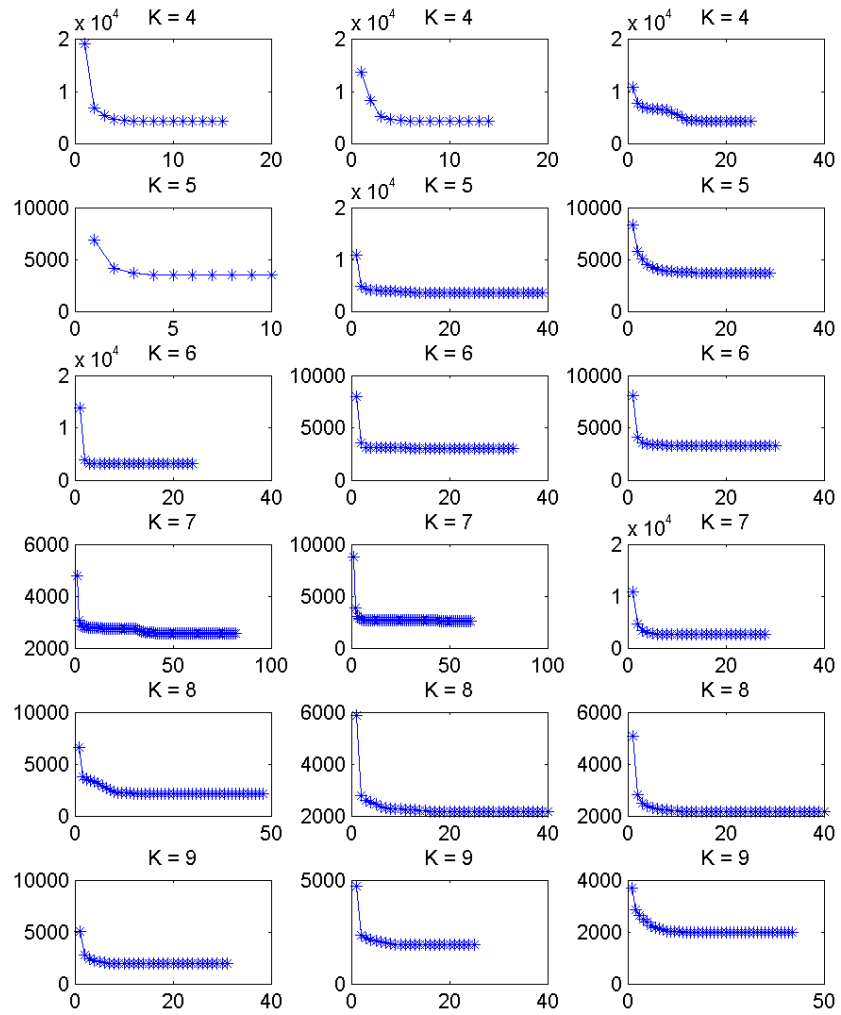 x 10^4 K = 4
2
1
0
0 10 20
x 10^4 K = 4
2
1
0
0 10 20
x 10^4 K = 4
2
1
0
0 20 40
K = 5
10000
5000
0
0 5 10
x 10^4 K = 5
2
1
0
0 20 40
K = 5
10000
5000
0
0 20 40
x 10^4 K = 6
2
1
0
0 20 40
K = 6
10000
5000
0
0 20 40
K = 6
10000
5000
0
0 20 40
K = 7
6000
4000
2000
0 50 100
K = 7
10000
5000
0
0 50 100
x 10^4 K = 7
2
1
0
0 20 40
K = 8
10000
5000
0
0 50
K = 8
6000
4000
2000
0 20 40
K = 8
6000
4000
2000
0 20 40
K = 9
10000
5000
0
0 20 40
K = 9
5000
0
0 20 40
K = 9
4000
2000
0
0 50